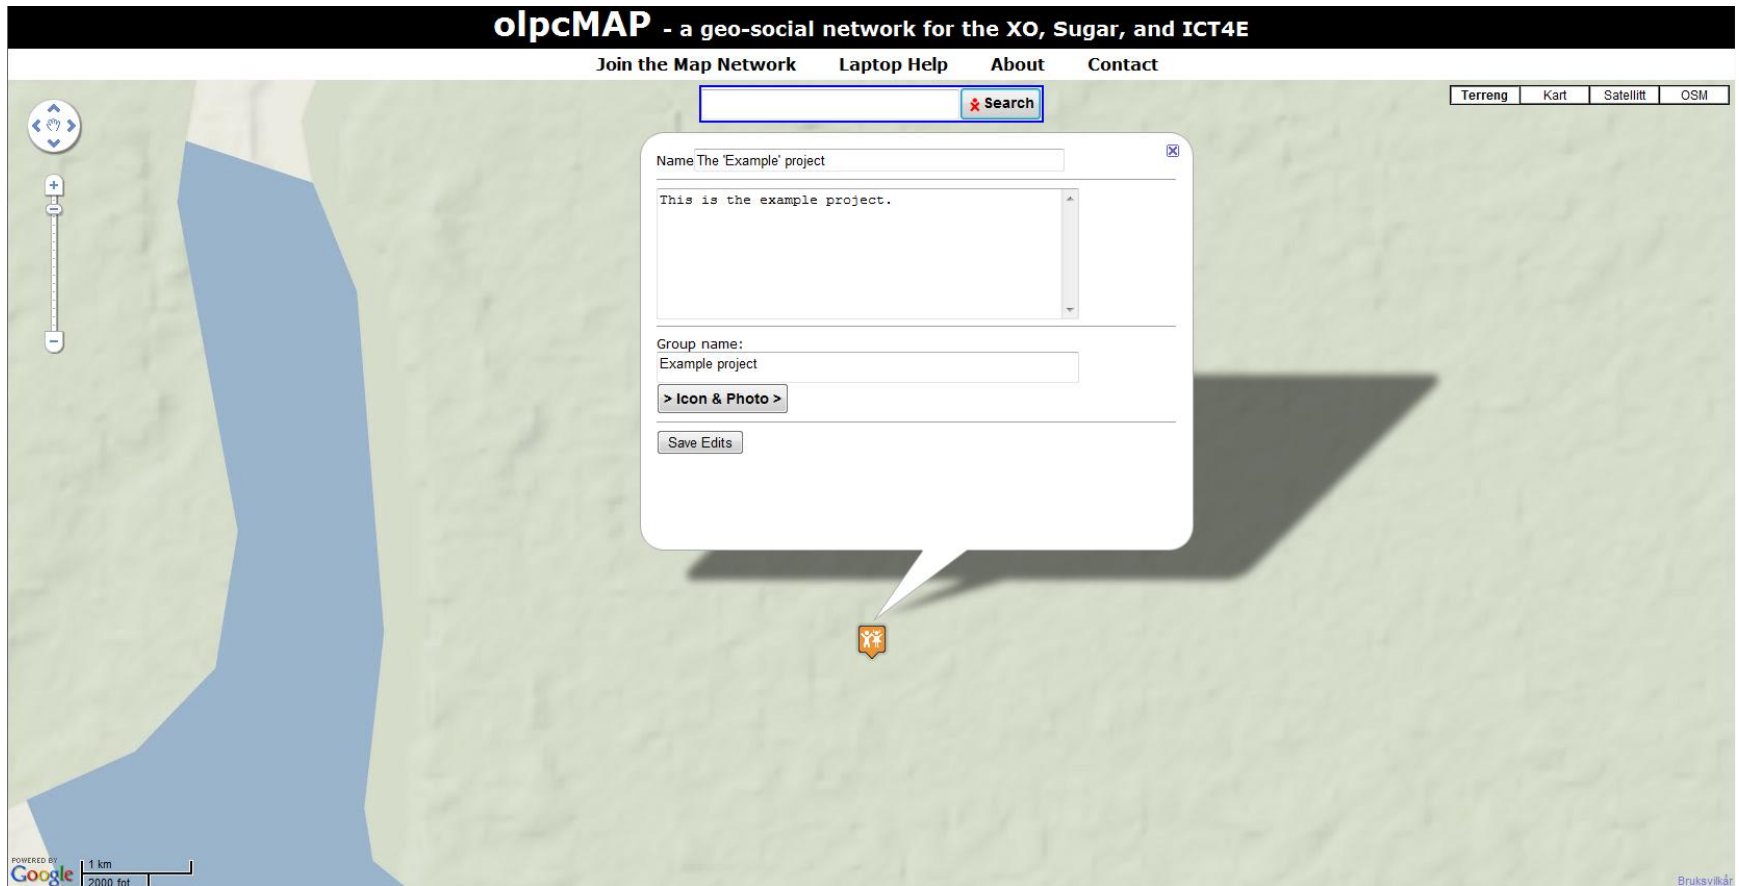 olpcMAP - a geo-social network for the XO, Sugar, and ICT4E
Join the Map Network Laptop Help About Contact
Search
Terreng Kart Satellitt OSM
Name The 'Example' project
This is the example project.
Group name:
Example project
> Icon & Photo >
Save Edits
POWERED BY
Google
1 km
2000 fot
Bruksvilkår